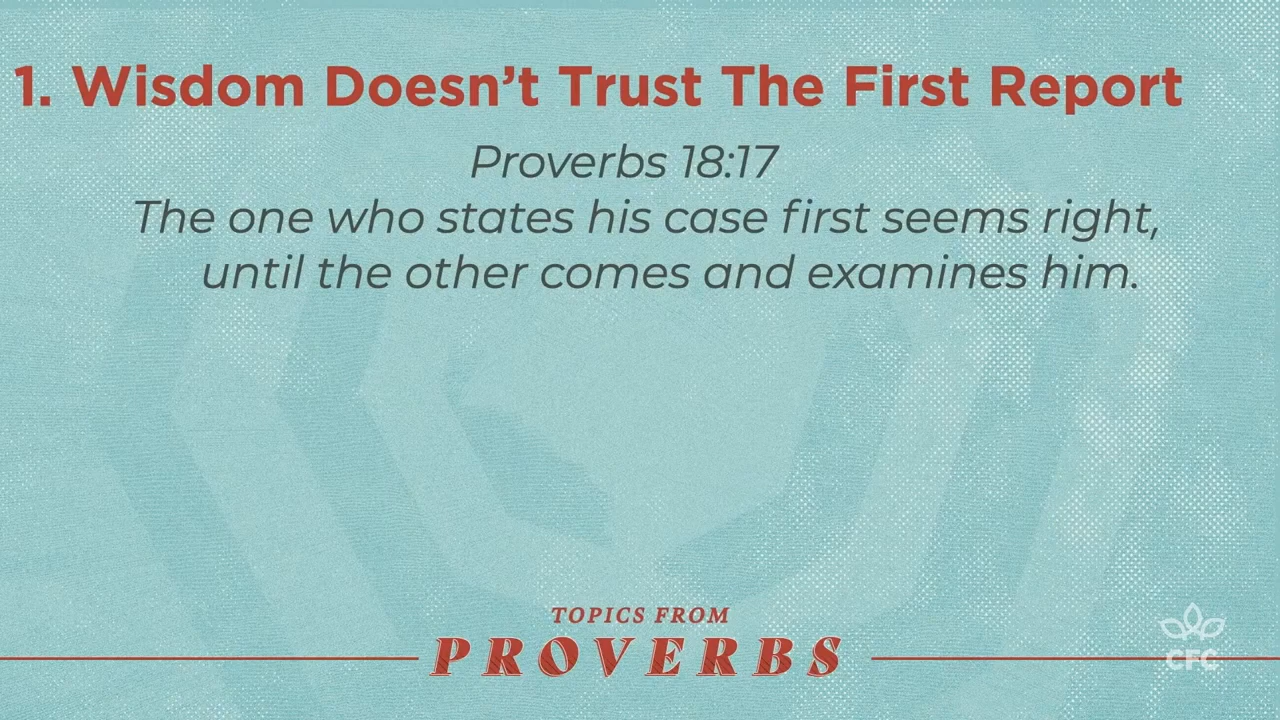 1. Wisdom Doesn’t Trust The First Report
Proverbs 18:17
The one who states his case first seems right,
until the other comes and examines him.
TOPICS FROM
PROVERBS
CFC